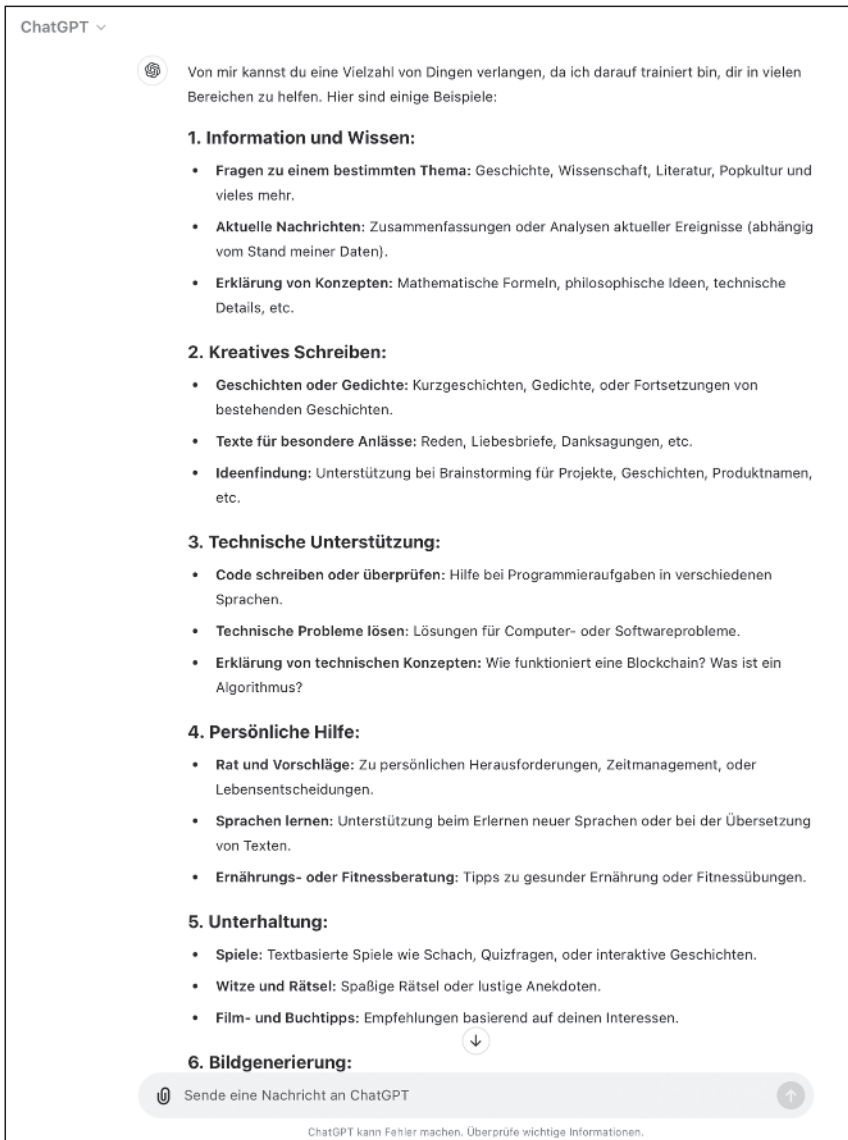 ChatGPT
Von mir kannst du eine Vielzahl von Dingen verlangen, da ich darauf trainiert bin, dir in vielen
Bereichen zu helfen. Hier sind einige Beispiele:
1. Information und Wissen:
• Fragen zu einem bestimmten Thema: Geschichte, Wissenschaft, Literatur, Popkultur und
vieles mehr.
• Aktuelle Nachrichten: Zusammenfassungen oder Analysen aktueller Ereignisse (abhängig
vom Stand meiner Daten).
• Erklärung von Konzepten: Mathematische Formeln, philosophische Ideen, technische
Details, etc.
2. Kreatives Schreiben:
• Geschichten oder Gedichte: Kurzgeschichten, Gedichte, oder Fortsetzungen von
bestehenden Geschichten.
• Texte für besondere Anlässe: Reden, Liebesbriefe, Danksagungen, etc.
• Ideenfindung: Unterstützung bei Brainstorming für Projekte, Geschichten, Produktnamen,
etc.
3. Technische Unterstützung:
• Code schreiben oder überprüfen: Hilfe bei Programmieraufgaben in verschiedenen
Sprachen.
• Technische Probleme lösen: Lösungen für Computer- oder Softwareprobleme.
• Erklärung von technischen Konzepten: Wie funktioniert eine Blockchain? Was ist ein
Algorithmus?
4. Persönliche Hilfe:
• Rat und Vorschläge: Zu persönlichen Herausforderungen, Zeitmanagement, oder
Lebensentscheidungen.
• Sprachen lernen: Unterstützung beim Erlernen neuer Sprachen oder bei der Übersetzung
von Texten.
• Ernährungs- oder Fitnessberatung: Tipps zu gesunder Ernährung oder Fitnessübungen.
5. Unterhaltung:
• Spiele: Textbasierte Spiele wie Schach, Quizfragen, oder interaktive Geschichten.
• Witze und Rätsel: Spaßige Rätsel oder lustige Anekdoten.
• Film- und Buchtipps: Empfehlungen basierend auf deinen Interessen.
6. Bildgenerierung:
Sende eine Nachricht an ChatGPT
ChatGPT kann Fehler machen. Überprüfe wichtige Informationen.